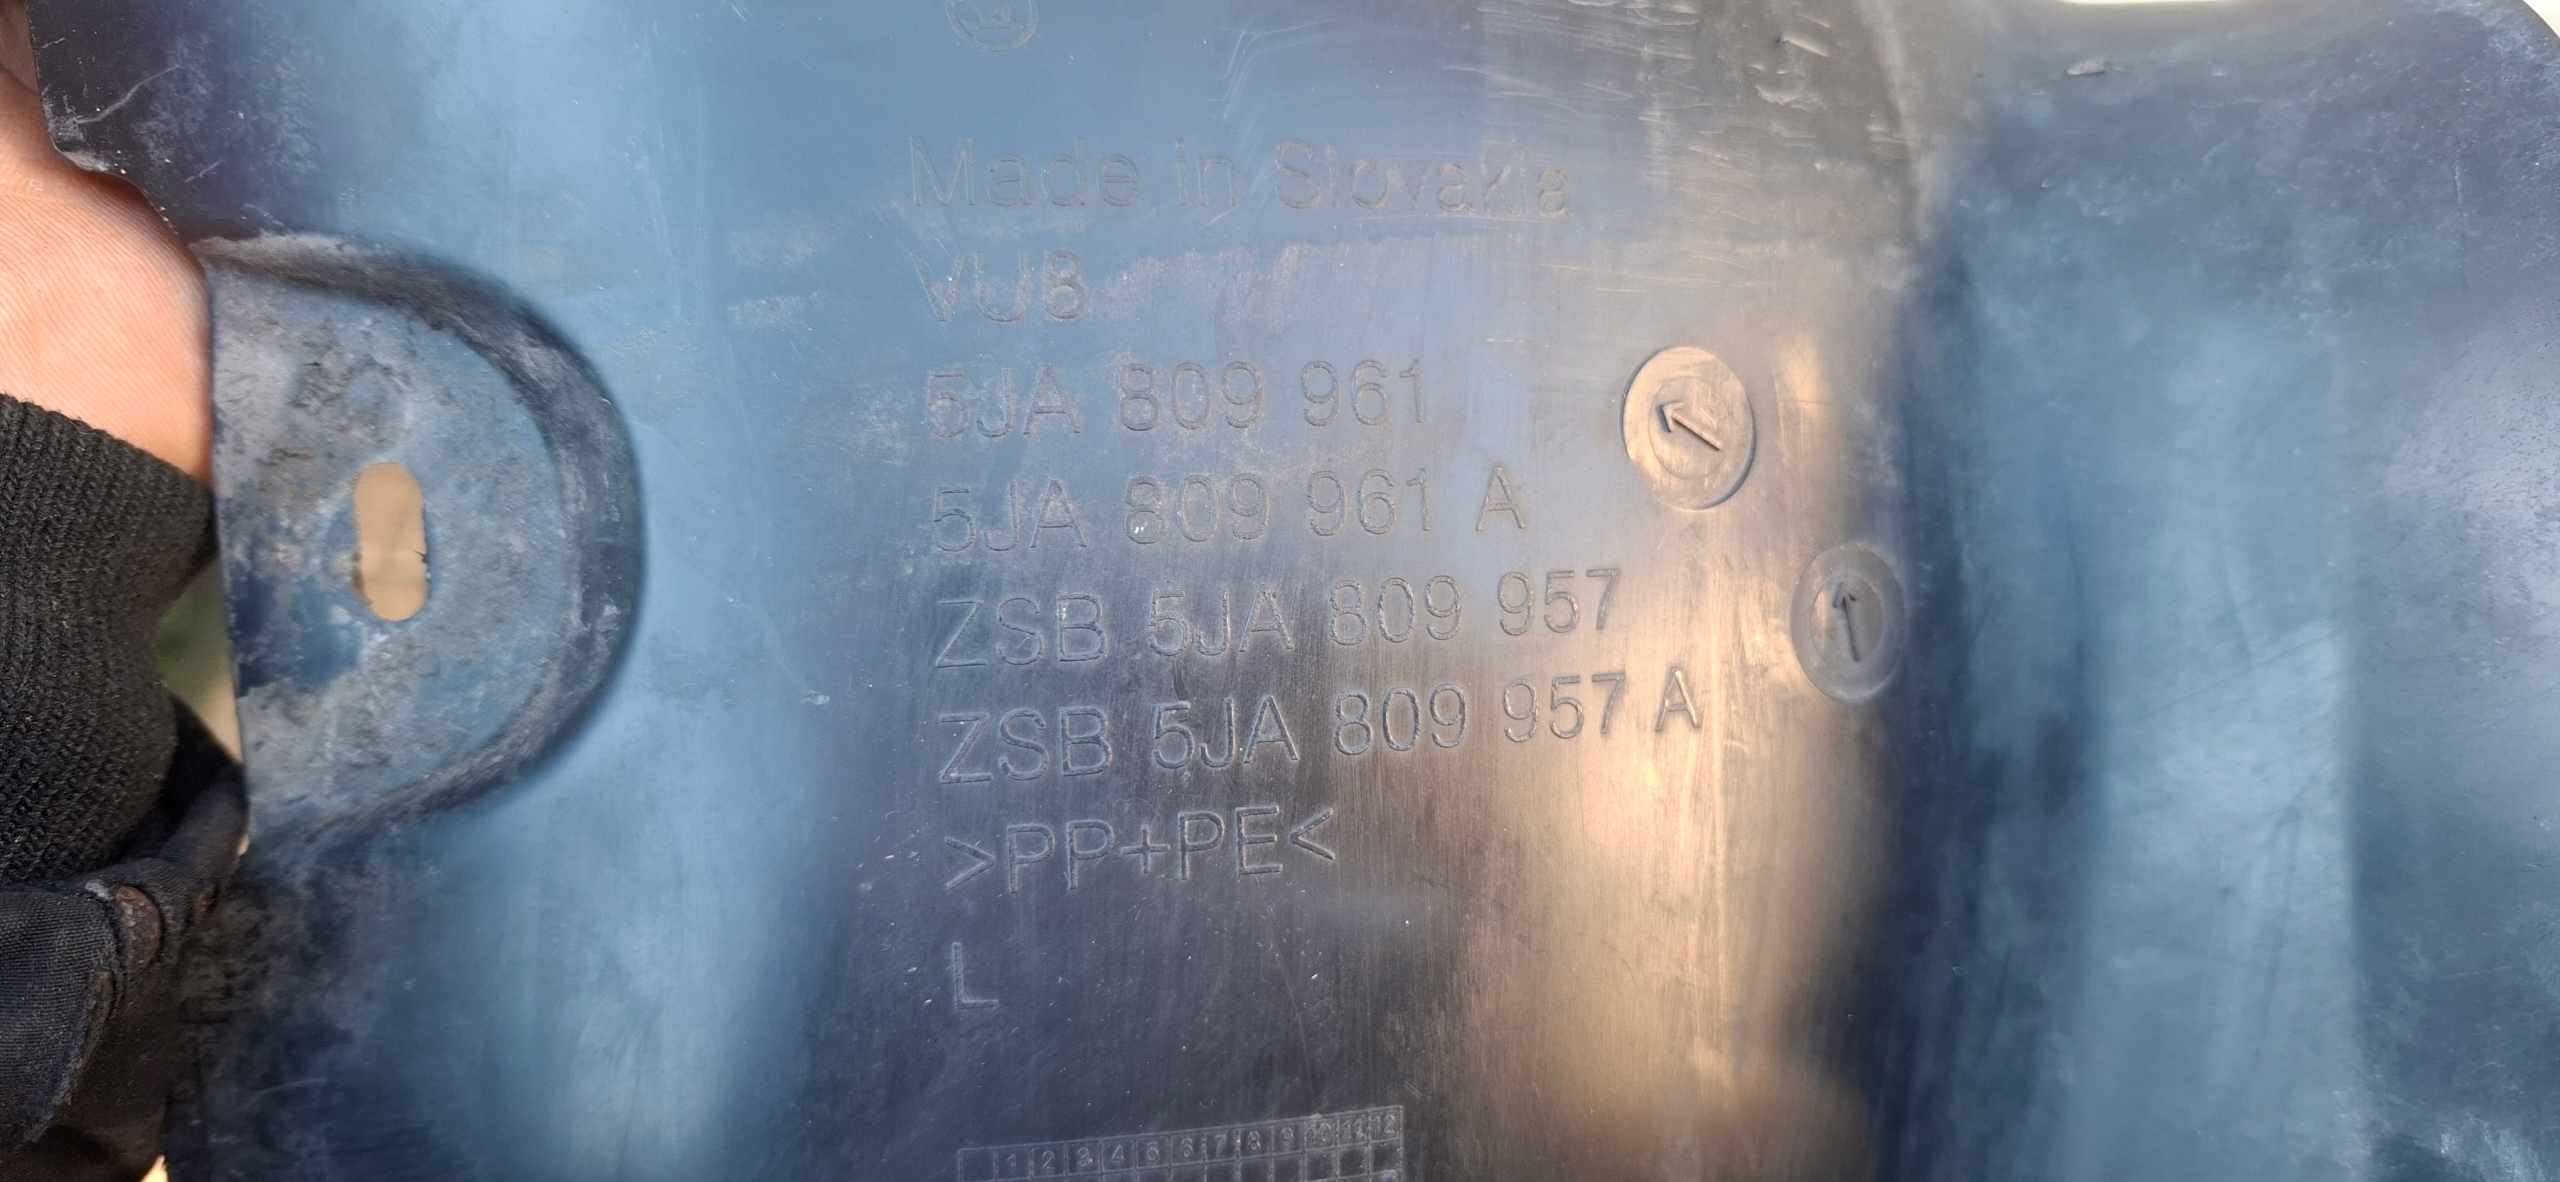 Made in Slovakia
VU8
5JA 809 961
5JA 809 961 A
ZSB 5JA 809 957
ZSB 5JA 809 957 A
>PP+PE<
L
1 2 3 4 5 6 7 8 9 10 11 12